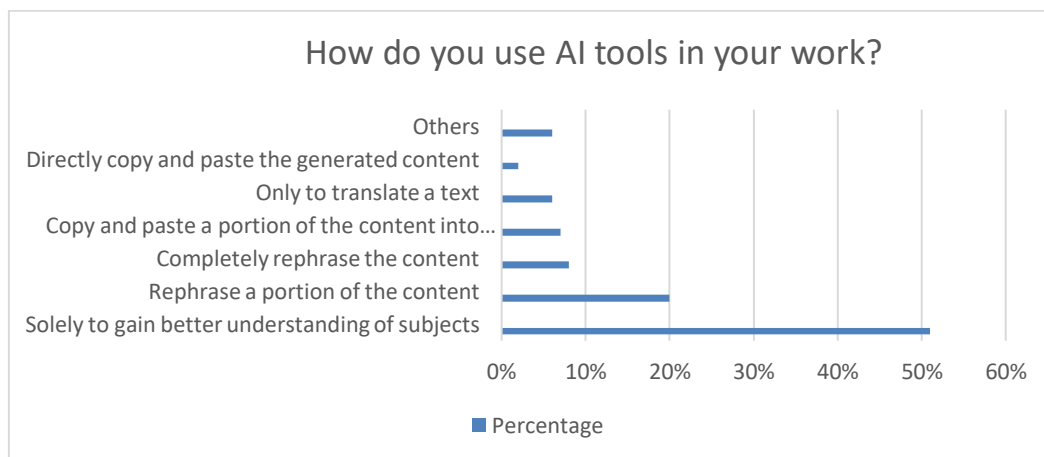 How do you use AI tools in your work?
Others
Directly copy and paste the generated content
Only to translate a text
Copy and paste a portion of the content into…
Completely rephrase the content
Rephrase a portion of the content
Solely to gain better understanding of subjects
0% 10% 20% 30% 40% 50% 60%
Percentage